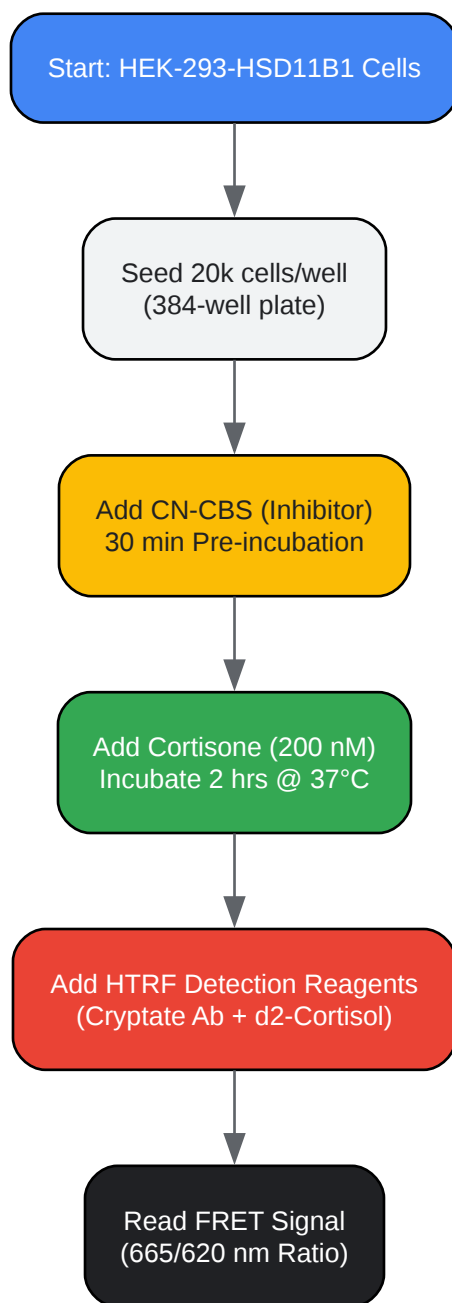 Start: HEK-293-HSD11B1 Cells
Seed 20k cells/well
(384-well plate)
Add CN-CBS (Inhibitor)
30 min Pre-incubation
Add Cortisone (200 nM)
Incubate 2 hrs @ 37°C
Add HTRF Detection Reagents
(Cryptate Ab + d2-Cortisol)
Read FRET Signal
(665/620 nm Ratio)